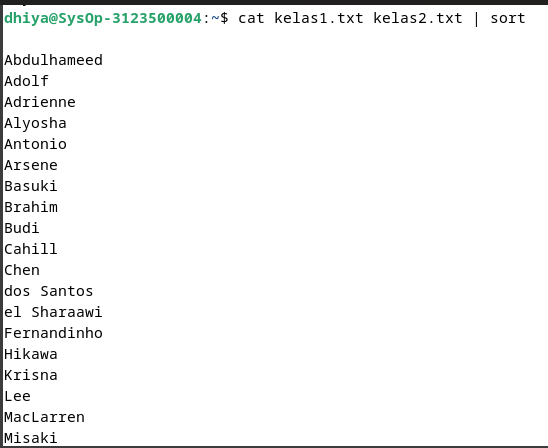 dhiya@SysOp-3123500004:~$ cat kelas1.txt kelas2.txt | sort
Abdulhameed
Adolf
Adrienne
Alyosha
Antonio
Arsene
Basuki
Brahim
Budi
Cahill
Chen
dos Santos
el Sharaawi
Fernandinho
Hikawa
Krisna
Lee
MacLarren
Misaki